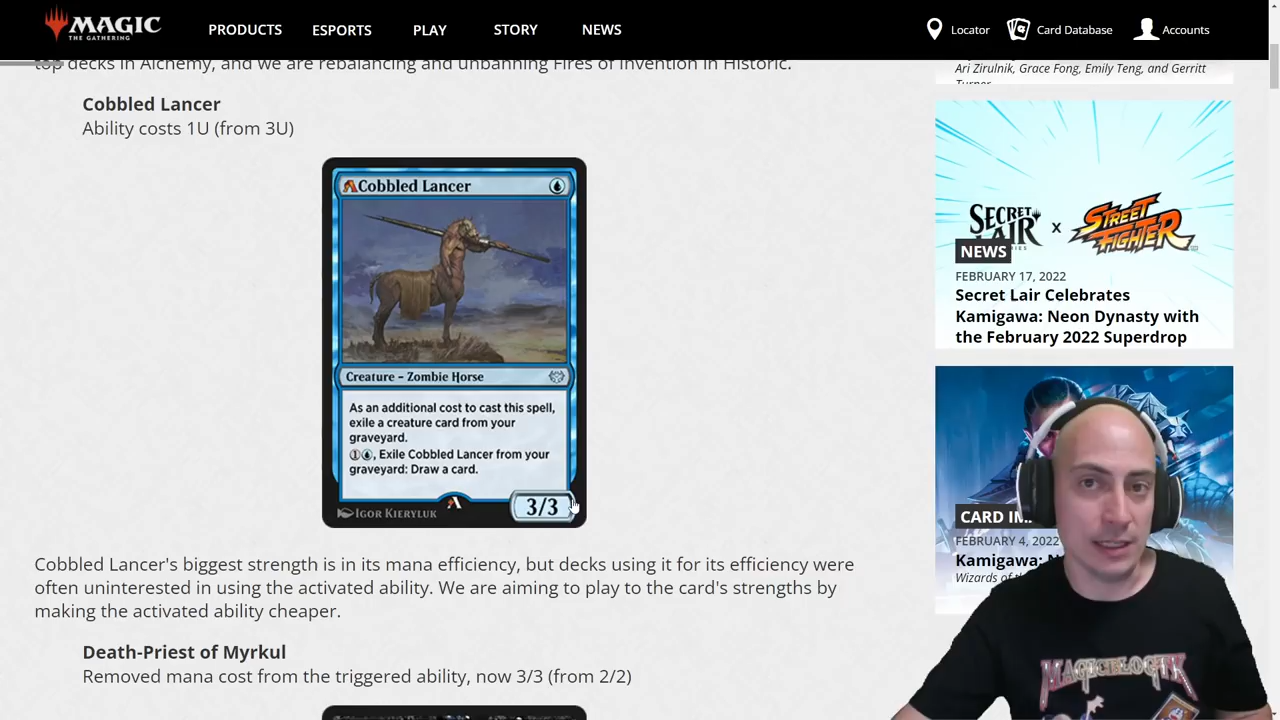 MAGIC
THE GATHERING
PRODUCTS
ESPORTS
PLAY
STORY
NEWS
Locator
Card Database
Accounts
top decks in Alchemy, and we are rebalancing and unbanning Fires of Invention in Historic.
Cobbled Lancer
Ability costs 1U (from 3U)
Cobbled Lancer
Creature – Zombie Horse
As an additional cost to cast this spell,
exile a creature card from your
graveyard.
1, Exile Cobbled Lancer from your
graveyard: Draw a card.
3/3
Igor Kieryluk
Cobbled Lancer's biggest strength is in its mana efficiency, but decks using it for its efficiency were
often uninterested in using the activated ability. We are aiming to play to the card's strengths by
making the activated ability cheaper.
Death-Priest of Myrkul
Removed mana cost from the triggered ability, now 3/3 (from 2/2)
Ari Zirulnik, Grace Fong, Emily Teng, and Gerritt
Turner
SECRET
LAIR
x
STREET
FIGHTER
NEWS
FEBRUARY 17, 2022
Secret Lair Celebrates
Kamigawa: Neon Dynasty with
the February 2022 Superdrop
CARD IM
FEBRUARY 4, 2022
Kamigawa: N
Wizards of th